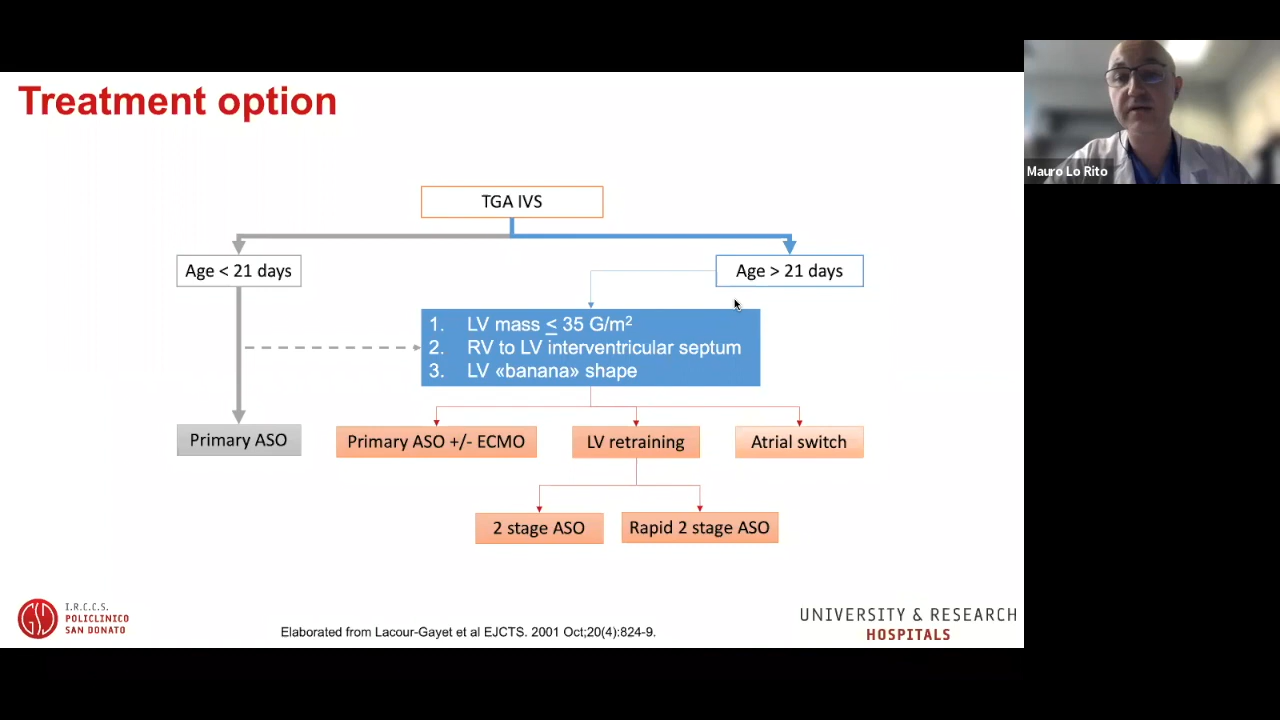 Treatment option
Mauro Lo Rito
TGA IVS
Age < 21 days
Age > 21 days
1. LV mass ≤ 35 G/m²
2. RV to LV interventricular septum
3. LV «banana» shape
Primary ASO
Primary ASO +/- ECMO
LV retraining
Atrial switch
2 stage ASO
Rapid 2 stage ASO
GSD
I.R.C.C.S.
POLICLINICO
SAN DONATO
Elaborated from Lacour-Gayet et al EJCTS. 2001 Oct;20(4):824-9.
UNIVERSITY & RESEARCH
HOSPITALS